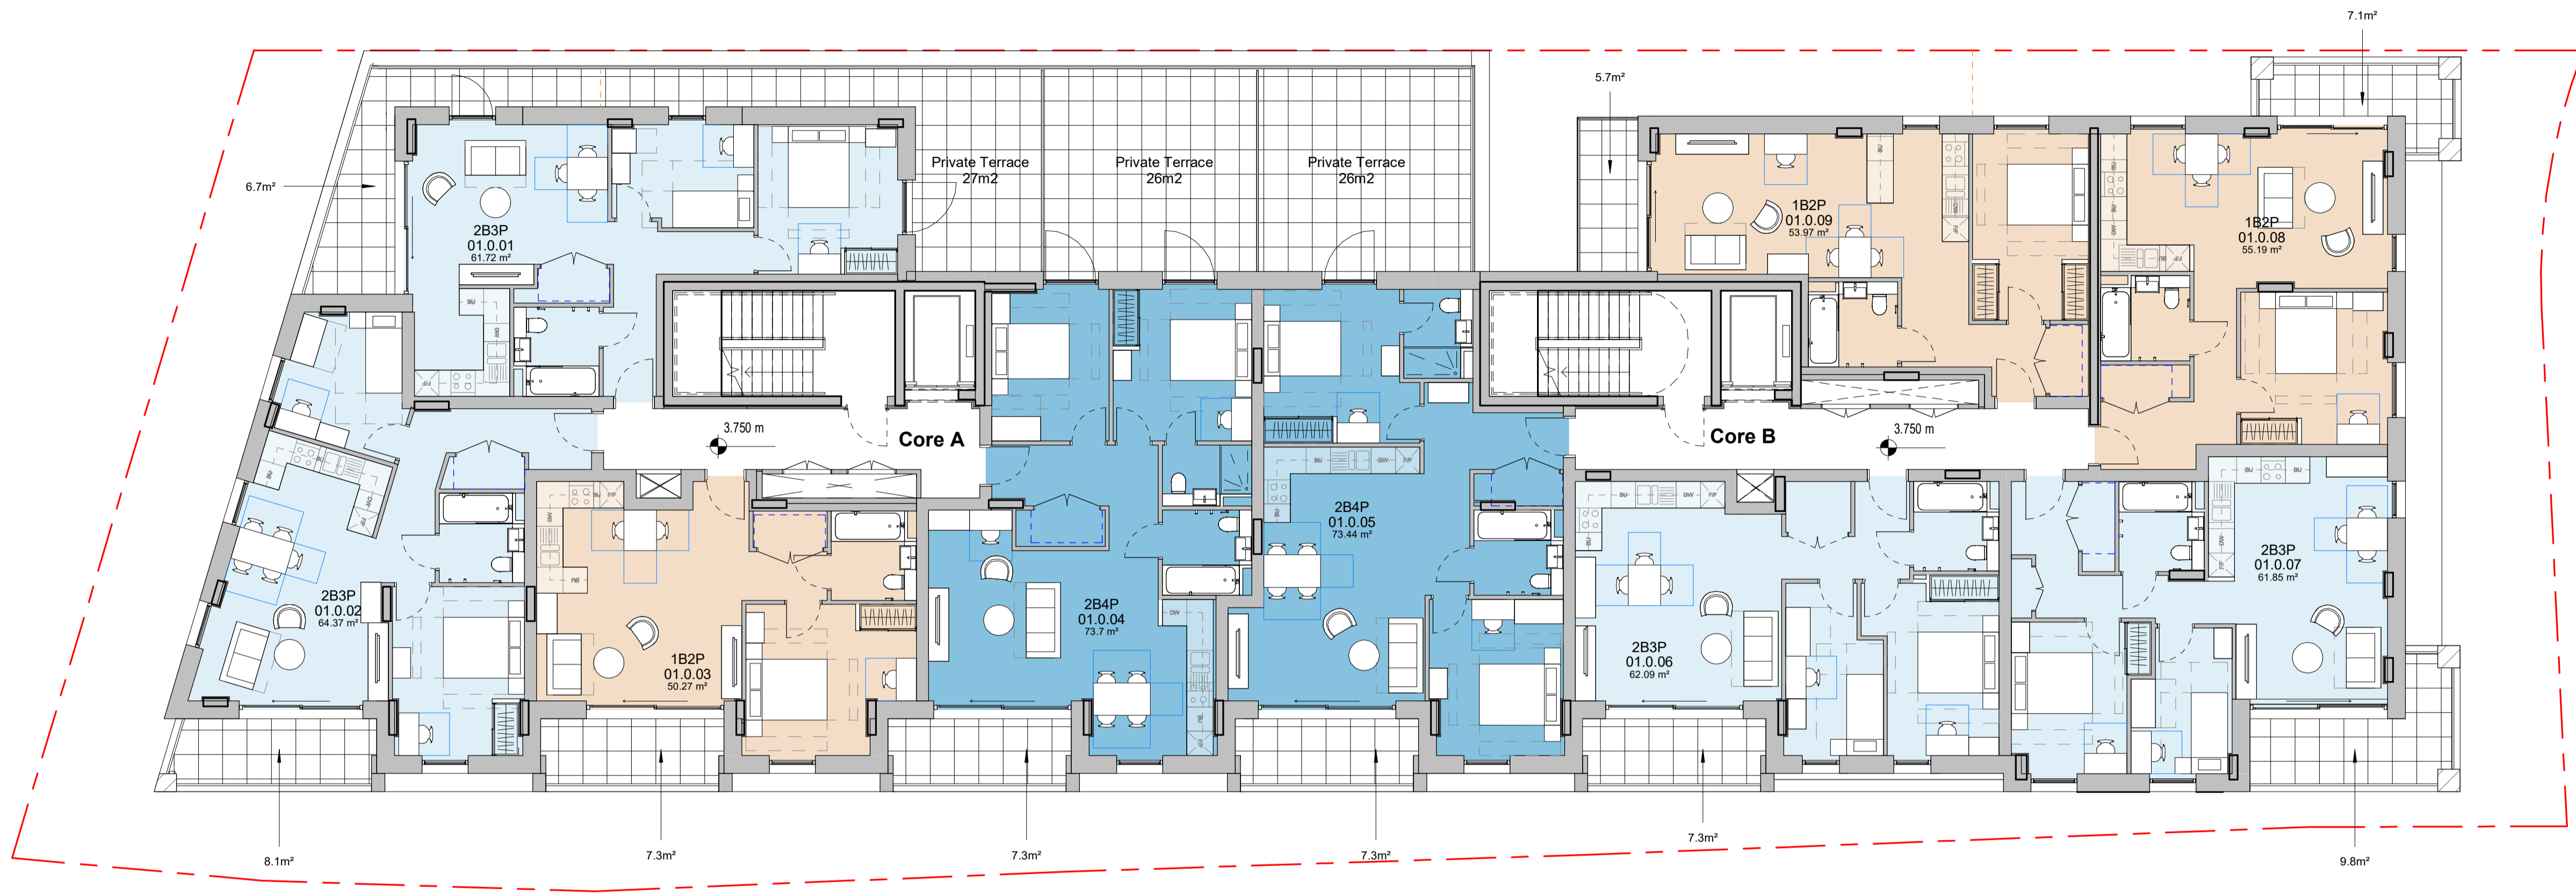 7.1m²
5.7m²
6.7m²
Private Terrace
27m2
Private Terrace
26m2
Private Terrace
26m2
2B3P
01.0.01
61.72 m²
1B2P
01.0.09
53.97 m²
1B2P
01.0.08
55.19 m²
3.750 m
Core A
Core B
3.750 m
2B3P
01.0.02
64.37 m²
1B2P
01.0.03
50.27 m²
2B4P
01.0.04
73.7 m²
2B4P
01.0.05
73.44 m²
2B3P
01.0.06
62.09 m²
2B3P
01.0.07
61.85 m²
BU
F/F
BU
DW
F/F
BU
DW
F/F
8.1m²
7.3m²
7.3m²
7.3m²
7.3m²
9.8m²